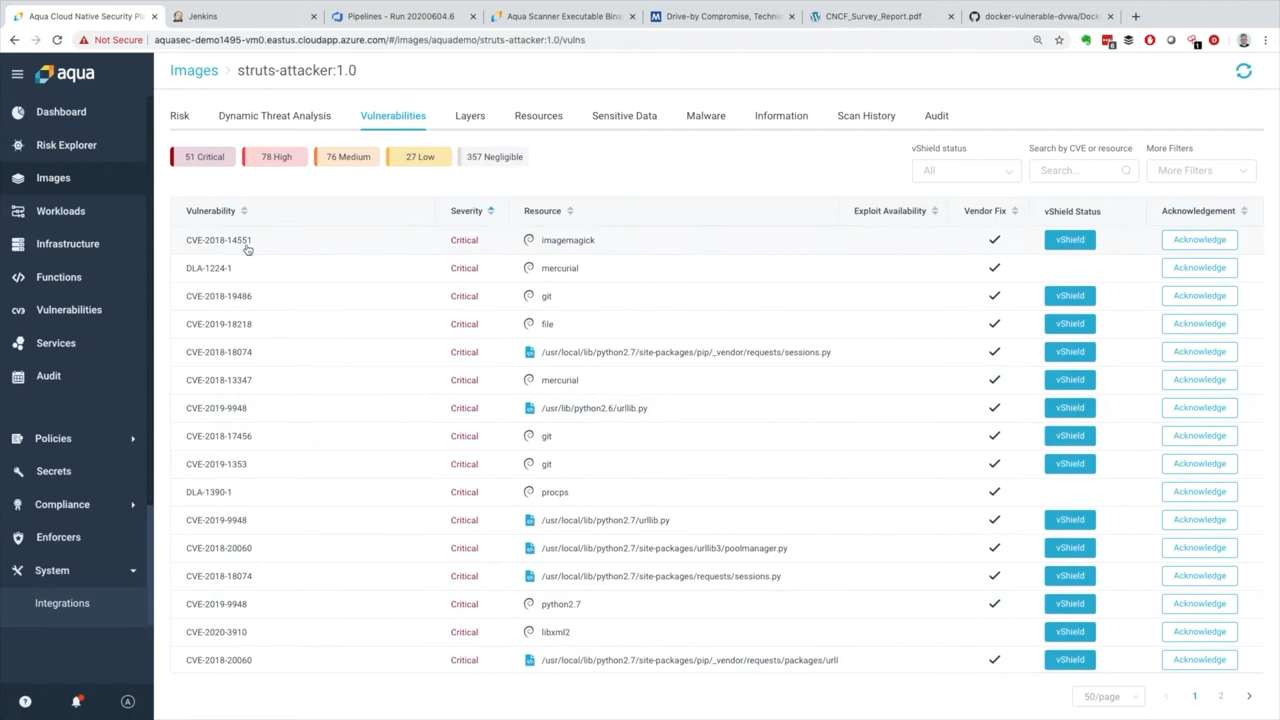 Aqua Cloud Native Security Pl
Jenkins
Pipelines - Run 20200604.6
Aqua Scanner Executable Bina
Drive-by Compromise, Techniq
CNCF_Survey_Report.pdf
docker-vulnerable-dvwa/Dock
Not Secure
aquasec-demo1495-vm0.eastus.cloudapp.azure.com/#/images/aquademo/struts-attacker:1.0/vulns
aqua
Dashboard
Risk Explorer
Images
Workloads
Infrastructure
Functions
Vulnerabilities
Services
Audit
Policies
Secrets
Compliance
Enforcers
System
Integrations
Images > struts-attacker:1.0
Risk
Dynamic Threat Analysis
Vulnerabilities
Layers
Resources
Sensitive Data
Malware
Information
Scan History
Audit
51 Critical
78 High
76 Medium
27 Low
357 Negligible
vShield status
All
Search by CVE or resource
Search...
More Filters
More Filters
Vulnerability Severity Resource Exploit Availability Vendor Fix vShield Status Acknowledgement
CVE-2018-14551 Critical imagemagick vShield Acknowledge
DLA-1224-1 Critical mercurial Acknowledge
CVE-2018-19486 Critical git vShield Acknowledge
CVE-2019-18218 Critical file vShield Acknowledge
CVE-2018-18074 Critical /usr/local/lib/python2.7/site-packages/pip/_vendor/requests/sessions.py vShield Acknowledge
CVE-2018-13347 Critical mercurial vShield Acknowledge
CVE-2019-9948 Critical /usr/lib/python2.6/urllib.py vShield Acknowledge
CVE-2018-17456 Critical git vShield Acknowledge
CVE-2019-1353 Critical git vShield Acknowledge
DLA-1390-1 Critical procps Acknowledge
CVE-2019-9948 Critical /usr/local/lib/python2.7/urllib.py vShield Acknowledge
CVE-2018-20060 Critical /usr/local/lib/python2.7/site-packages/urllib3/poolmanager.py vShield Acknowledge
CVE-2018-18074 Critical /usr/local/lib/python2.7/site-packages/requests/sessions.py vShield Acknowledge
CVE-2019-9948 Critical python2.7 vShield Acknowledge
CVE-2020-3910 Critical libxml2 vShield Acknowledge
CVE-2018-20060 Critical /usr/local/lib/python2.7/site-packages/pip/_vendor/requests/packages/urll vShield Acknowledge
50/page
1
2
A